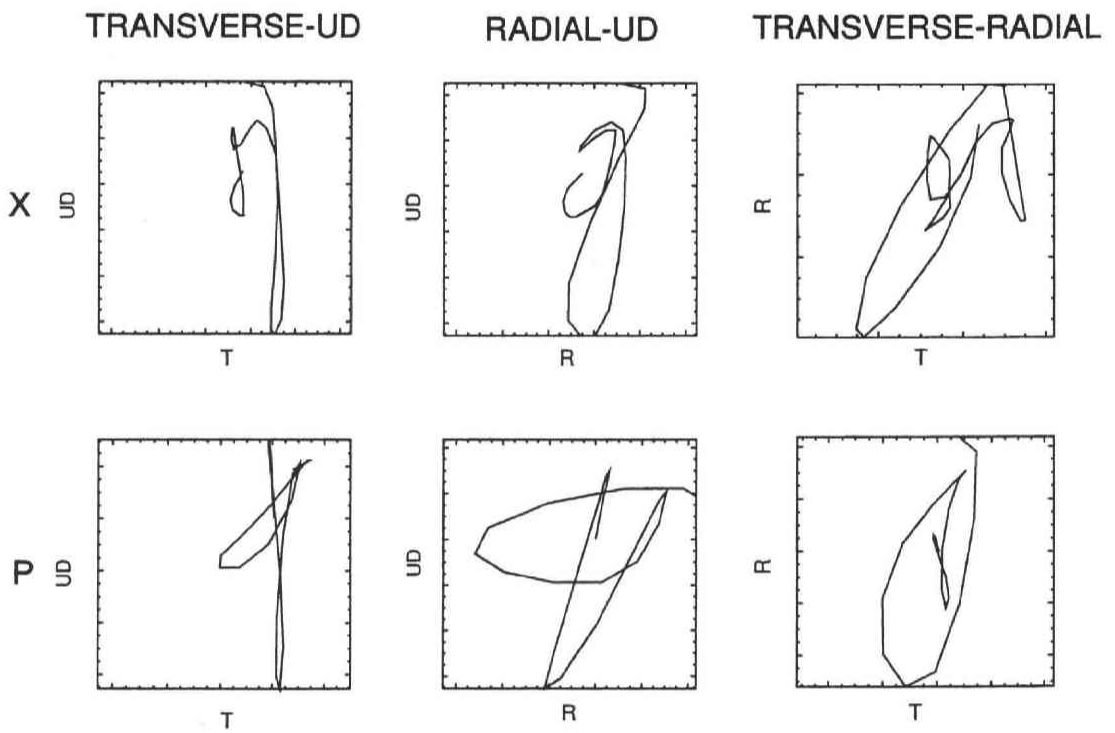 TRANSVERSE-UD RADIAL-UD TRANSVERSE-RADIAL
X UD UD R
T R T
P UD UD R
T R T